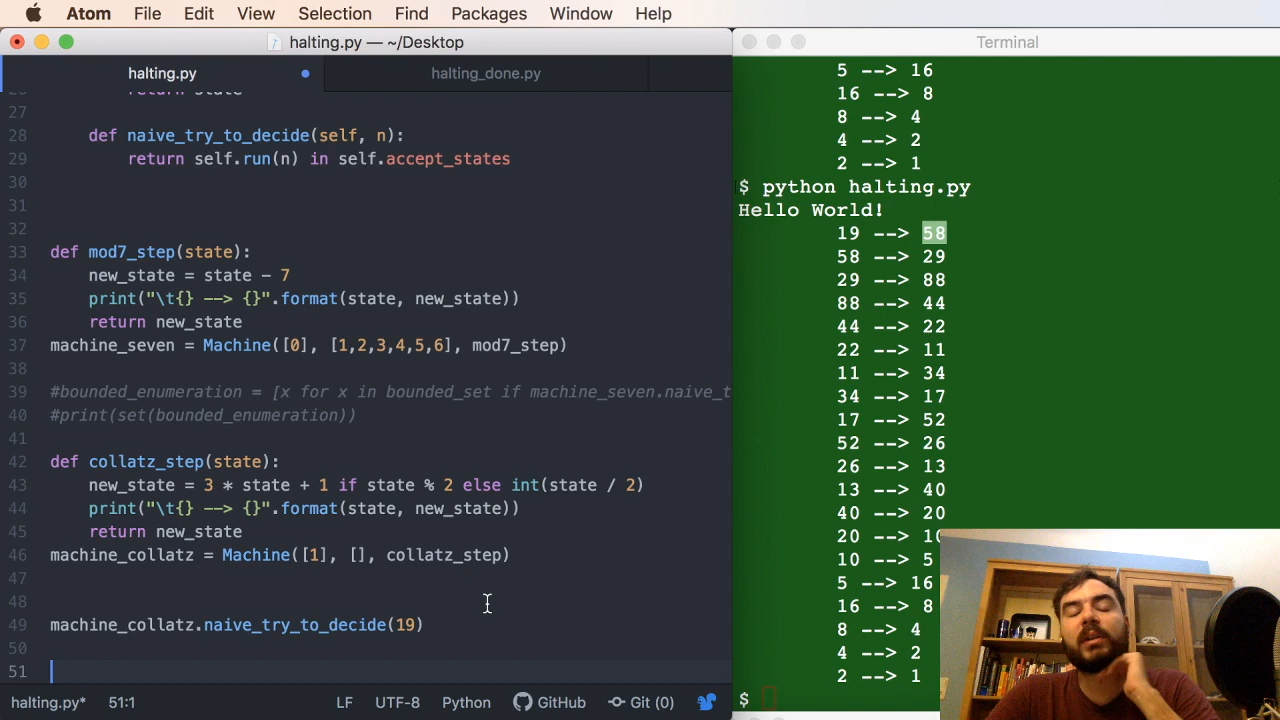 Atom File Edit View Selection Find Packages Window Help
halting.py — ~/Desktop
halting.py
halting_done.py
26 return state
27
28 def naive_try_to_decide(self, n):
29 return self.run(n) in self.accept_states
30
31
32
33 def mod7_step(state):
34 new_state = state - 7
35 print("\t{} --> {}".format(state, new_state))
36 return new_state
37 machine_seven = Machine([0], [1,2,3,4,5,6], mod7_step)
38
39 #bounded_enumeration = [x for x in bounded_set if machine_seven.naive_t
40 #print(set(bounded_enumeration))
41
42 def collatz_step(state):
43 new_state = 3 * state + 1 if state % 2 else int(state / 2)
44 print("\t{} --> {}".format(state, new_state))
45 return new_state
46 machine_collatz = Machine([1], [], collatz_step)
47
48
49 machine_collatz.naive_try_to_decide(19)
50
51
halting.py* 51:1 LF UTF-8 Python GitHub Git (0)
Terminal
5 --> 16
16 --> 8
8 --> 4
4 --> 2
2 --> 1
$ python halting.py
Hello World!
19 --> 58
58 --> 29
29 --> 88
88 --> 44
44 --> 22
22 --> 11
11 --> 34
34 --> 17
17 --> 52
52 --> 26
26 --> 13
13 --> 40
40 --> 20
20 --> 10
10 --> 5
5 --> 16
16 --> 8
8 --> 4
4 --> 2
2 --> 1
$